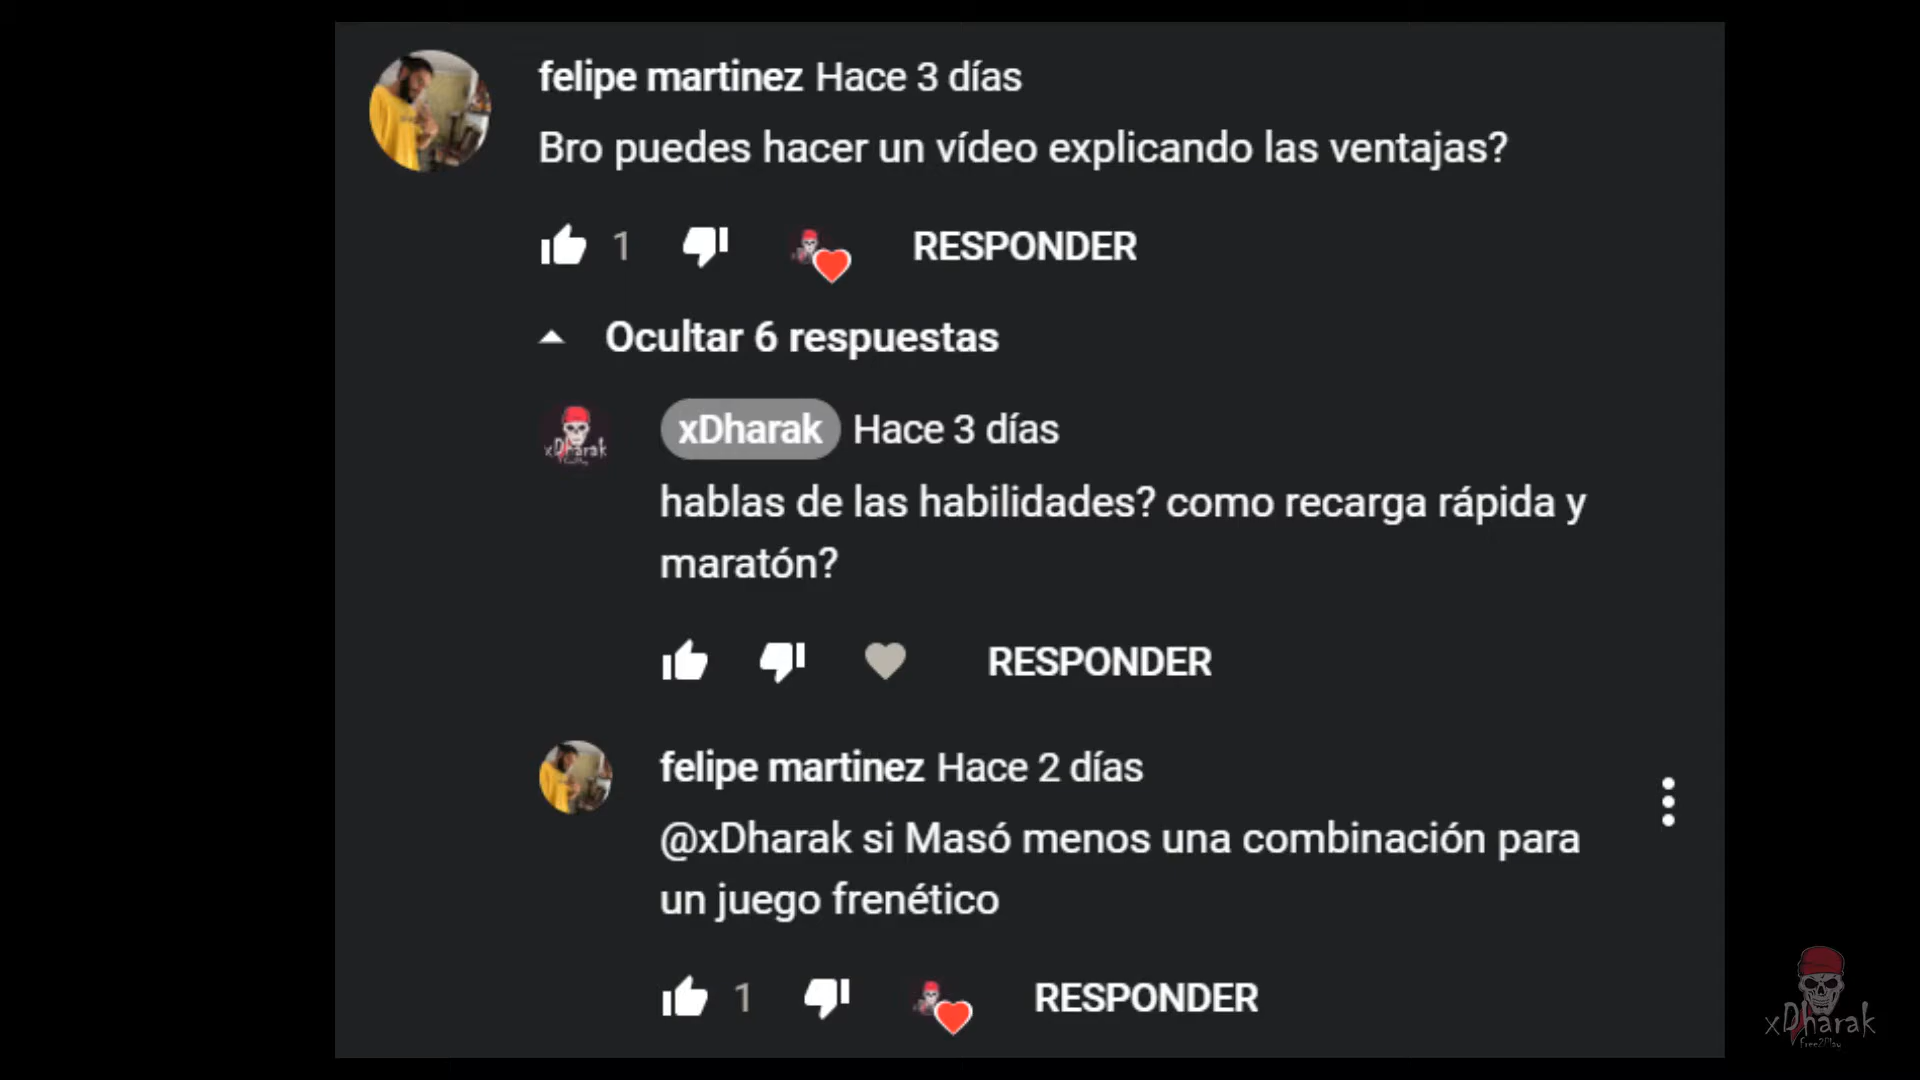 felipe martinez Hace 3 días
Bro puedes hacer un vídeo explicando las ventajas?
1 RESPONDER
Ocultar 6 respuestas
xDharak Hace 3 días
xDharak
hablas de las habilidades? como recarga rápida y
maratón?
RESPONDER
felipe martinez Hace 2 días
@xDharak si Masó menos una combinación para
un juego frenético
1 RESPONDER
xDharak
Free2Play